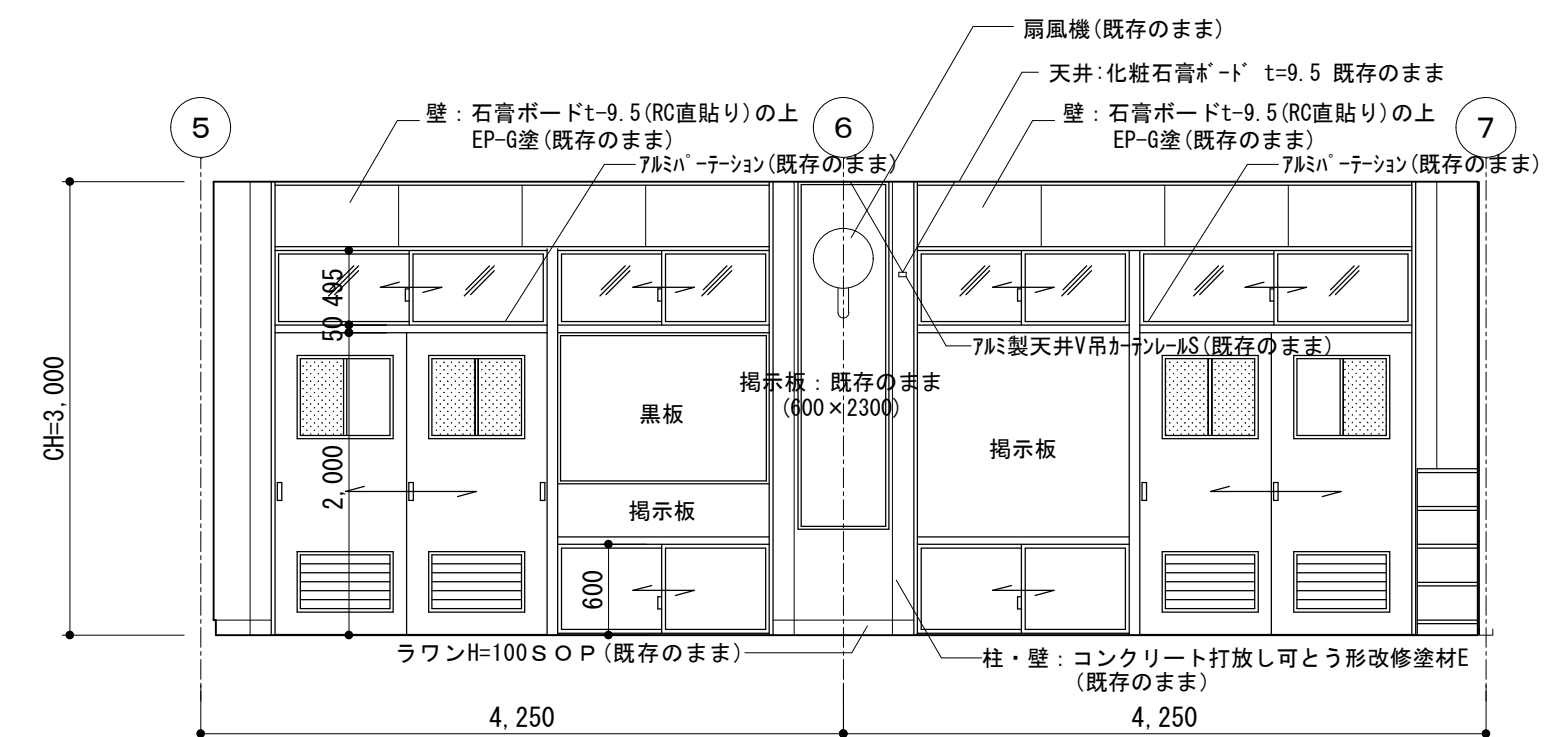 扇風機(既存のまま)
天井:化粧石膏ﾎﾞｰﾄﾞ t=9.5 既存のまま
5
壁：石膏ボードt-9.5(RC直貼り)の上
EP-G塗(既存のまま)
6
壁：石膏ボードt-9.5(RC直貼り)の上
EP-G塗(既存のまま)
7
ｱﾙﾐﾊﾟｰテーション(既存のまま)
ｱﾙﾐﾊﾟｰテーション(既存のまま)
495
50
CH=3,000
2,000
ｱﾙﾐ製天井V吊ｶｰﾃﾝﾚｰﾙS(既存のまま)
掲示板：既存のまま
(600×2300)
黒板
掲示板
掲示板
600
ラワンH=100ＳＯＰ(既存のまま)
柱・壁：コンクリート打放し可とう形改修塗材E
(既存のまま)
4,250
4,250